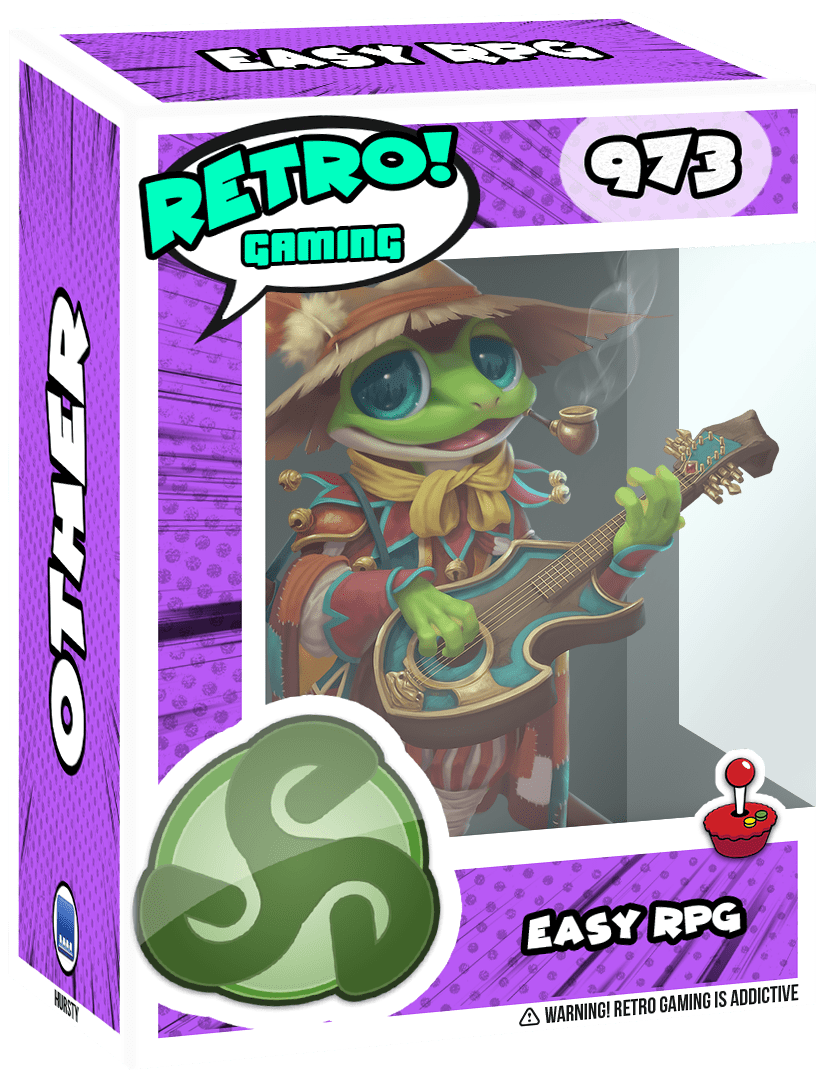 EASY RPG
RETRO!
GAMING
973
OTHER
HURSTY
EASY RPG
⚠ WARNING! RETRO GAMING IS ADDICTIVE